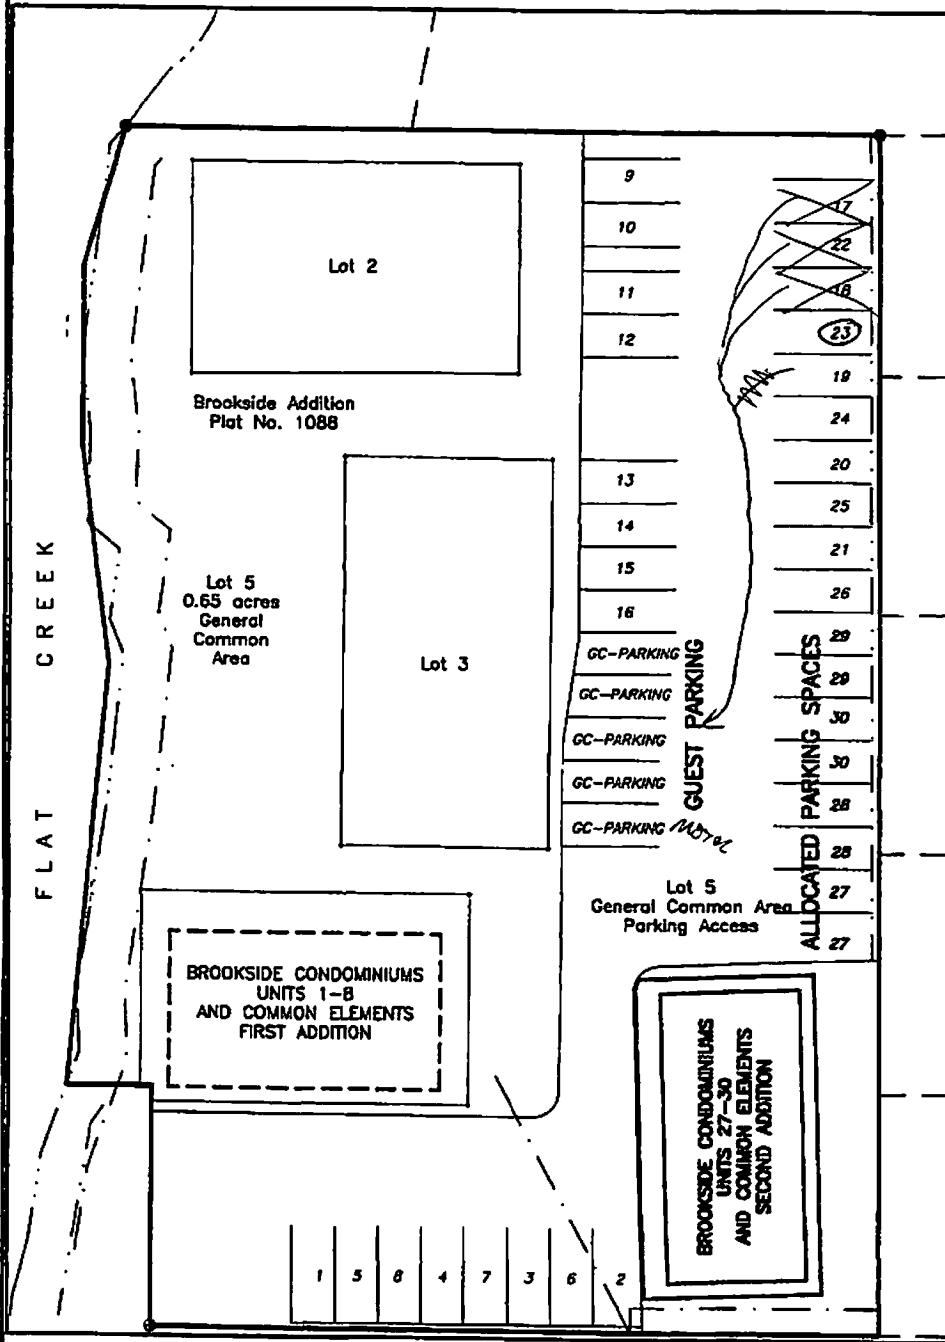 9
10
11
12
Lot 2
Brookside Addition
Plat No. 1088
17
22
18
23
19
24
20
25
21
26
29
29
30
30
28
28
27
27
13
14
15
16
GC-PARKING
GC-PARKING
GC-PARKING
GC-PARKING
GC-PARKING
GUEST PARKING
ALLOCATED PARKING SPACES
FLAT CREEK
Lot 5
0.65 acres
General
Common
Area
Lot 3
Lot 5
General Common Area
Parking Access
BROOKSIDE CONDOMINIUMS
UNITS 1-8
AND COMMON ELEMENTS
FIRST ADDITION
BROOKSIDE CONDOMINIUMS
UNITS 27-30
AND COMMON ELEMENTS
SECOND ADDITION
1 5 8 4 7 3 6 2